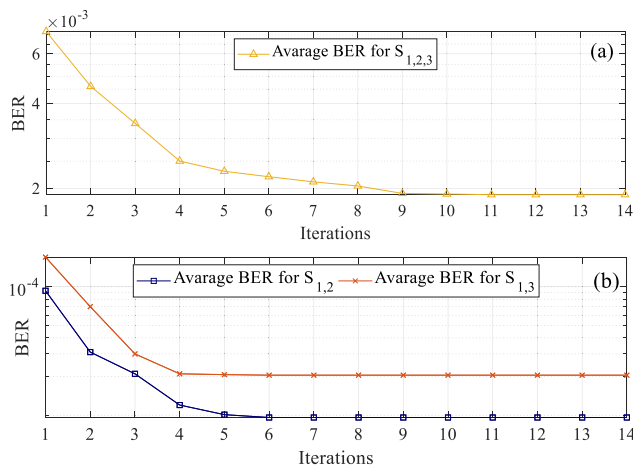 ×10⁻³
6
4
2
BER
Avarage BER for S1,2,3
(a)
1 2 3 4 5 6 7 8 9 10 11 12 13 14
Iterations
10⁻⁴
BER
Avarage BER for S1,2 Avarage BER for S1,3
(b)
1 2 3 4 5 6 7 8 9 10 11 12 13 14
Iterations